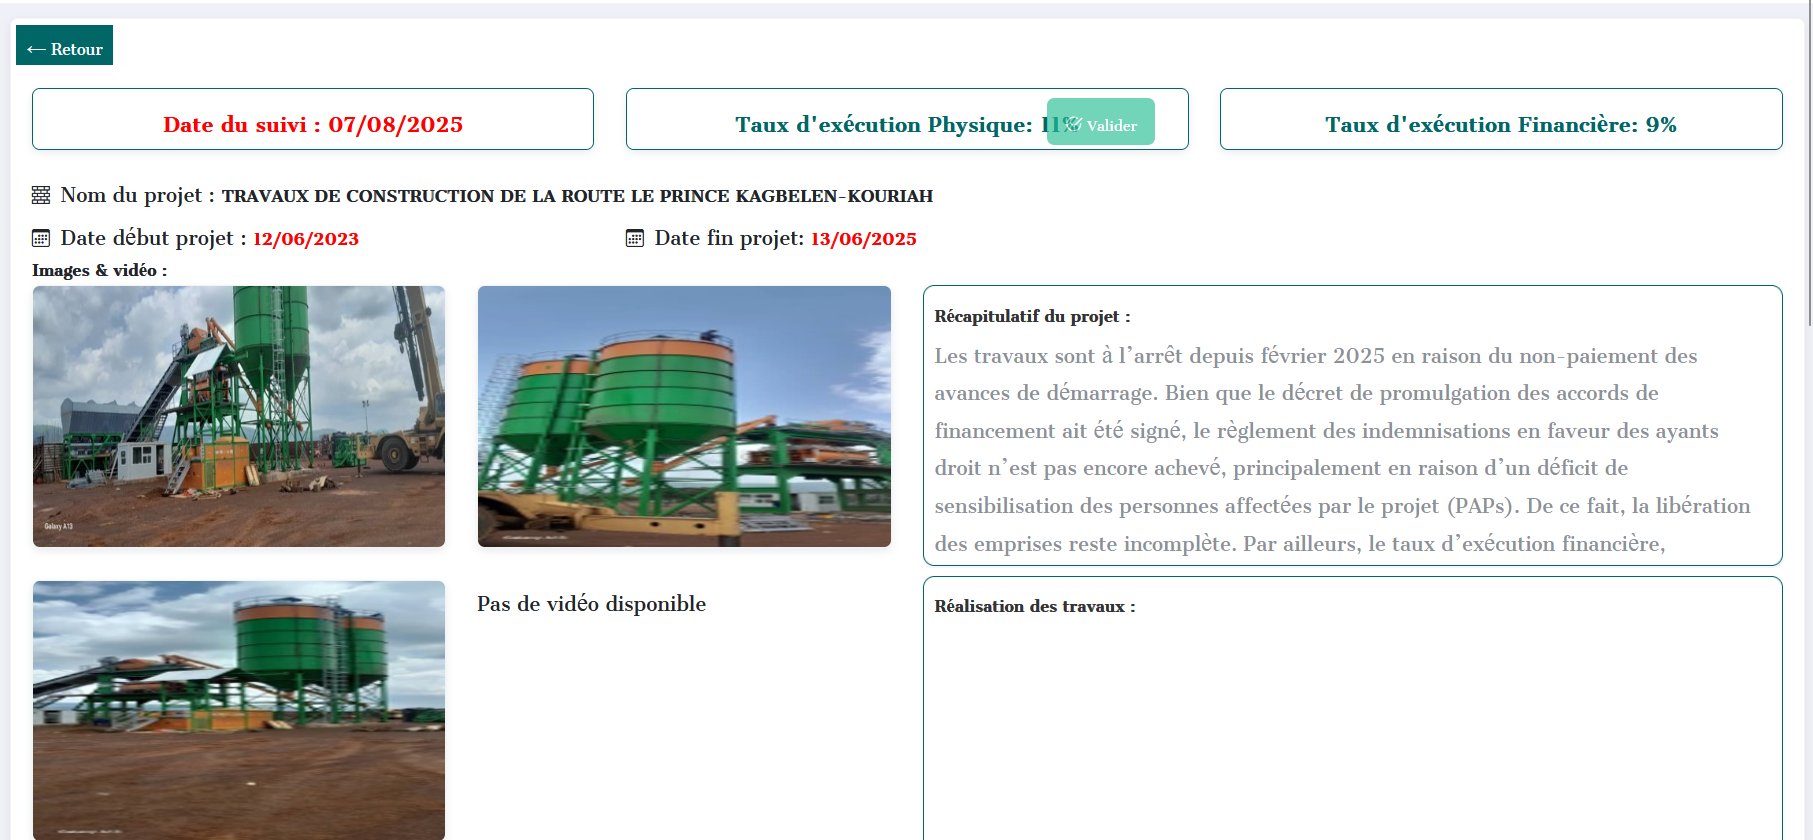 ← Retour
Date du suivi : 07/08/2025
Taux d'exécution Physique: 11%
Valider
Taux d'exécution Financière: 9%
Nom du projet : TRAVAUX DE CONSTRUCTION DE LA ROUTE LE PRINCE KAGBELEN-KOURIAH
Date début projet : 12/06/2023
Date fin projet: 13/06/2025
Images & vidéo :
Galaxy A13
Récapitulatif du projet :
Les travaux sont à l’arrêt depuis février 2025 en raison du non-paiement des
avances de démarrage. Bien que le décret de promulgation des accords de
financement ait été signé, le règlement des indemnisations en faveur des ayants
droit n’est pas encore achevé, principalement en raison d’un déficit de
sensibilisation des personnes affectées par le projet (PAPs). De ce fait, la libération
des emprises reste incomplète. Par ailleurs, le taux d’exécution financière,
Pas de vidéo disponible
Réalisation des travaux :